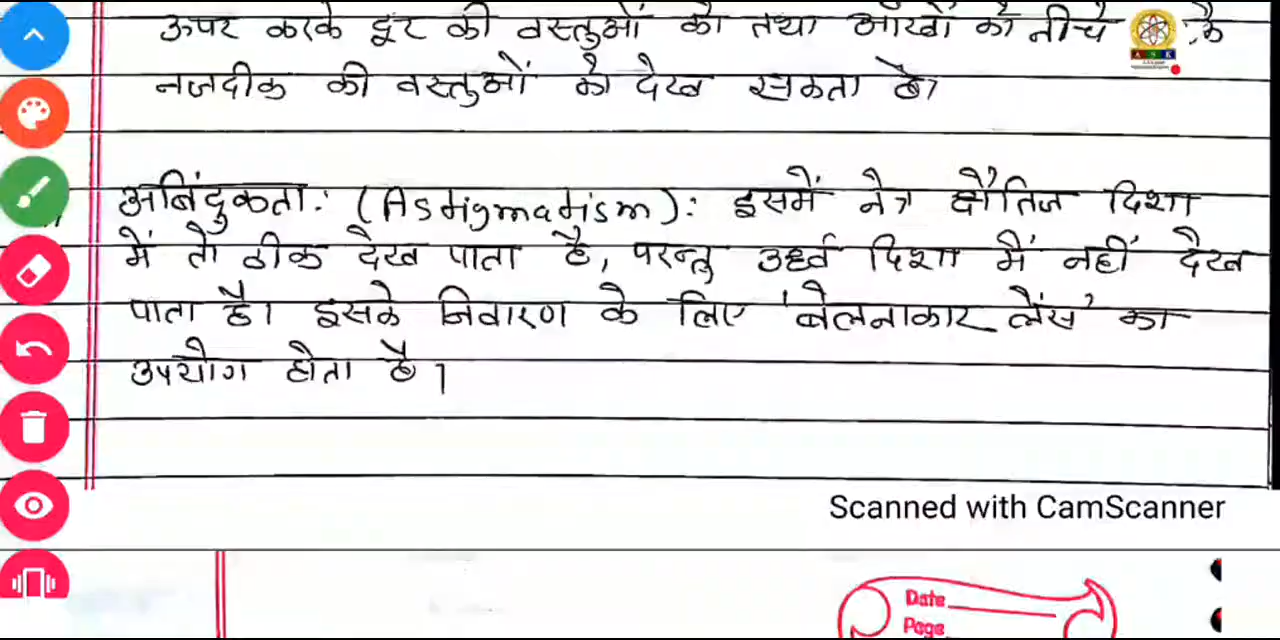 ऊपर करके दूर की वस्तुओं को तथा आँखों को नीचे के
नजदीक की वस्तुओं को देख सकता है।
अबिंदुकता: (Astigmatism): इसमें नेत्र क्षैतिज दिशा
में तो ठीक देख पाता है, परन्तु उर्ध्व दिशा में नहीं देख
पाता है। इसके निवारण के लिए 'बेलनाकार लेंस' का
उपयोग होता है।
Scanned with CamScanner
Date
Page